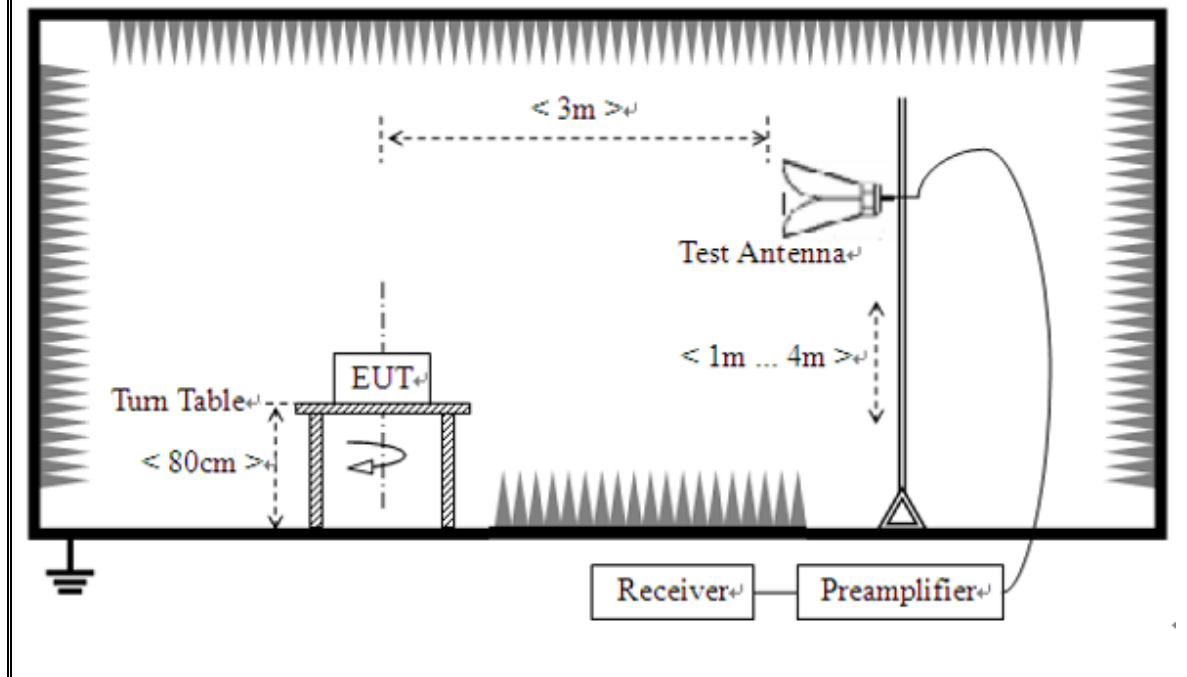 < 3m >↵
Test Antenna↵
< 1m ... 4m >↵
EUT↵
Turn Table↵
< 80cm >↵
Receiver↵
Preamplifier↵
↵